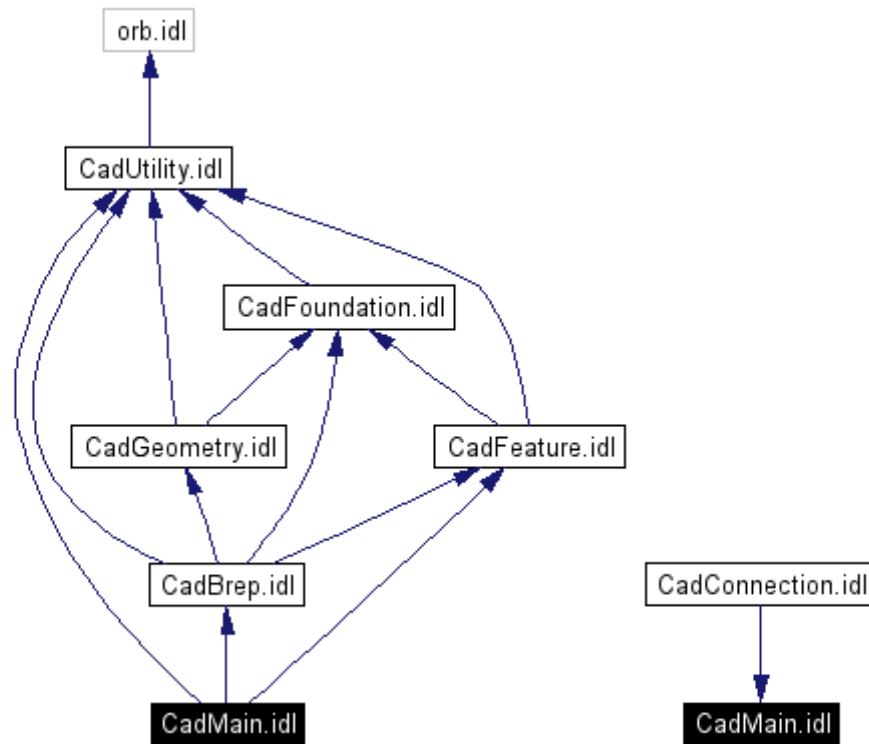 orb.idl
CadUtility.idl
CadFoundation.idl
CadGeometry.idl
CadFeature.idl
CadBrep.idl
CadConnection.idl
CadMain.idl
CadMain.idl